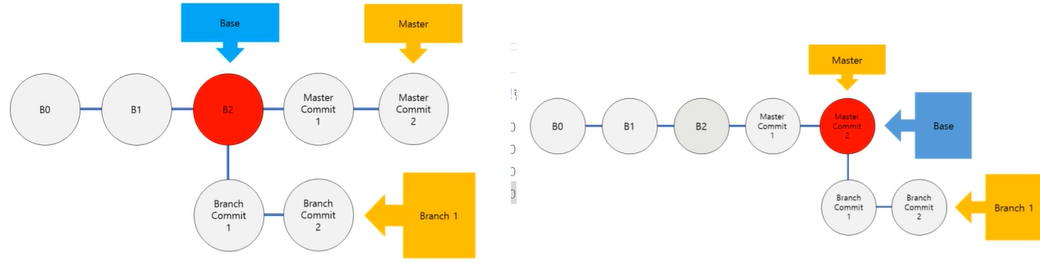 Base
Master
B0
B1
B2
Master
Commit
1
Master
Commit
2
Branch
Commit
1
Branch
Commit
2
Branch 1
Master
B0
B1
B2
Master
Commit
1
Master
Commit
2
Base
Branch
Commit
1
Branch
Commit
2
Branch 1